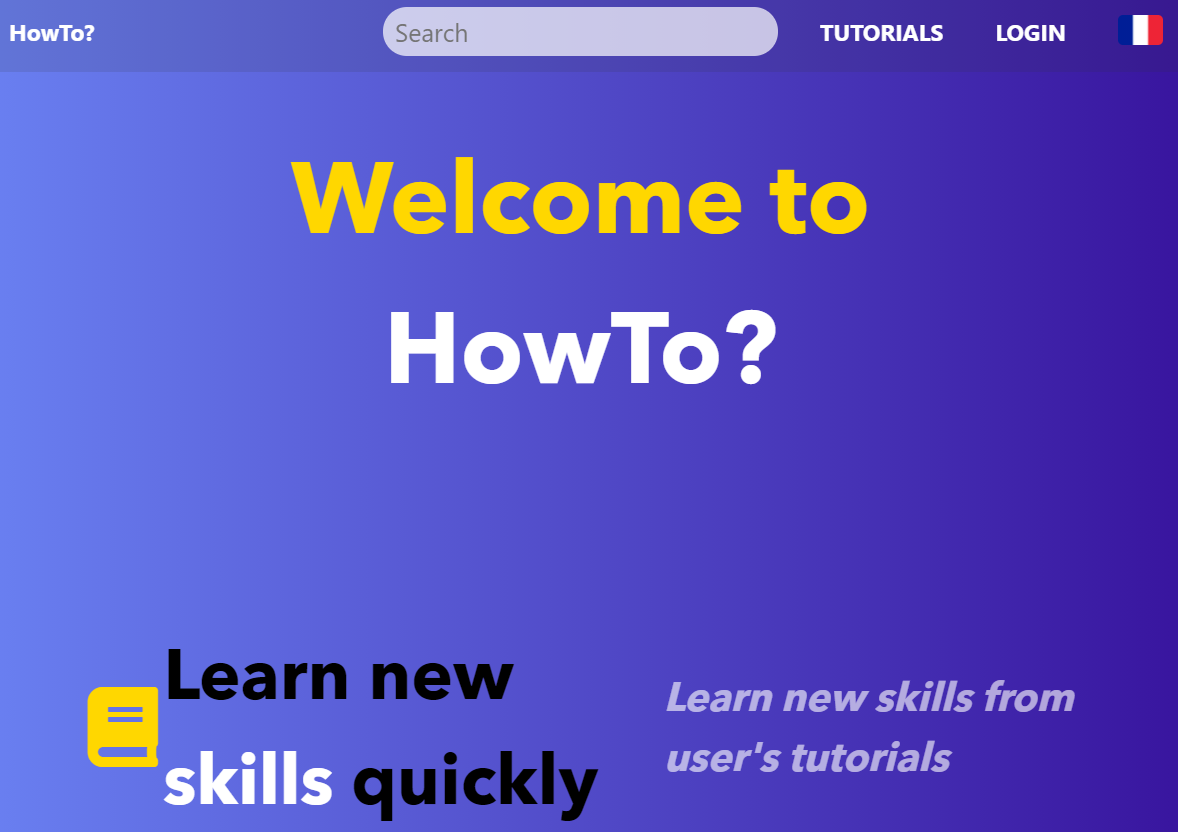 HowTo?
Search
TUTORIALS
LOGIN
Welcome to
HowTo?
Learn new
skills quickly
Learn new skills from
user's tutorials